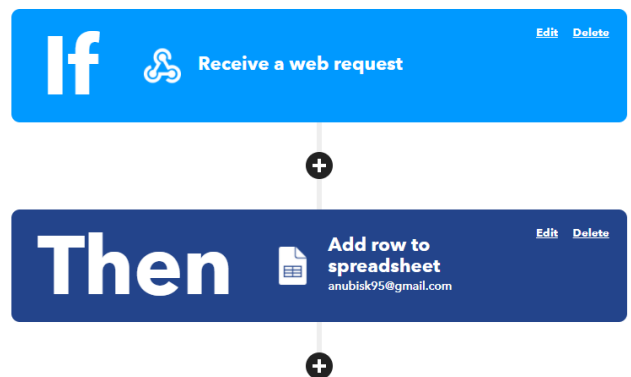 If
Receive a web request
Edit Delete
Then
Add row to
spreadsheet
anubisk95@gmail.com
Edit Delete